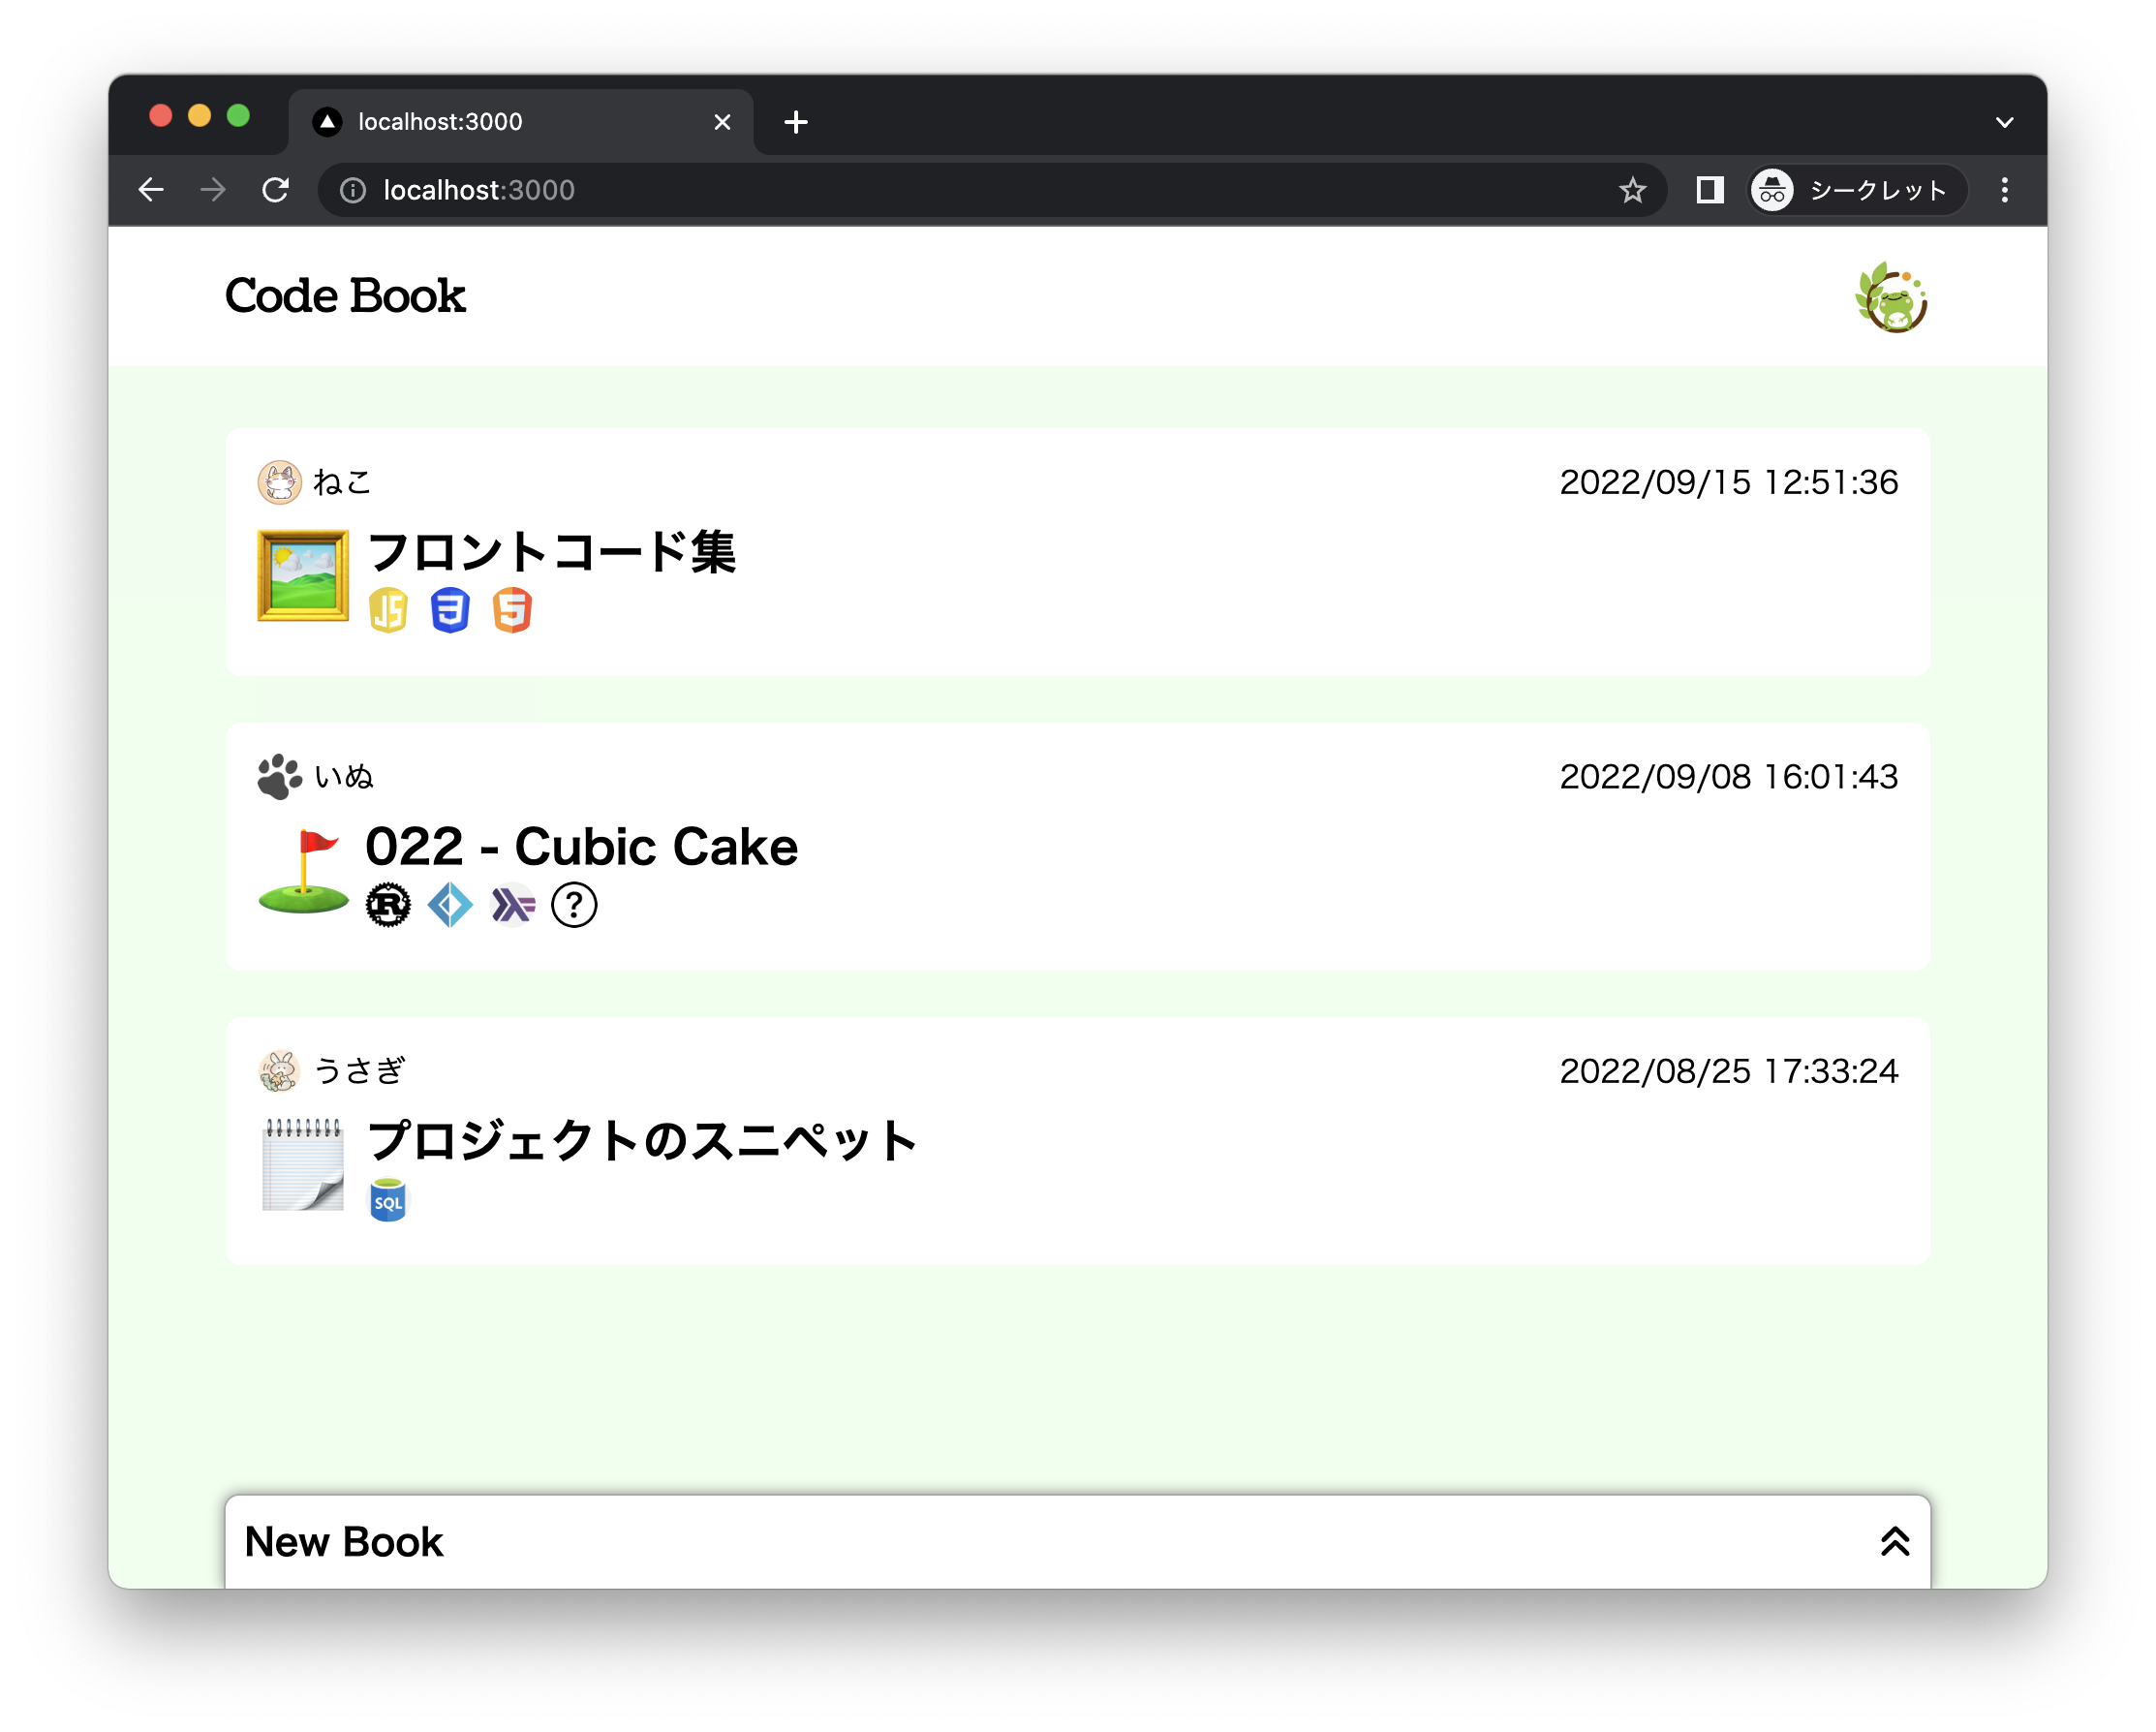 localhost:3000
localhost:3000
シークレット
Code Book
ねこ
2022/09/15 12:51:36
フロントコード集
JS 3 5
いぬ
2022/09/08 16:01:43
022 - Cubic Cake
R ?
うさぎ
2022/08/25 17:33:24
プロジェクトのスニペット
SQL
New Book